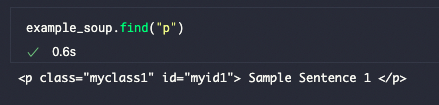 example_soup.find("p")
✓ 0.6s
<p class="myclass1" id="myid1"> Sample Sentence 1 </p>